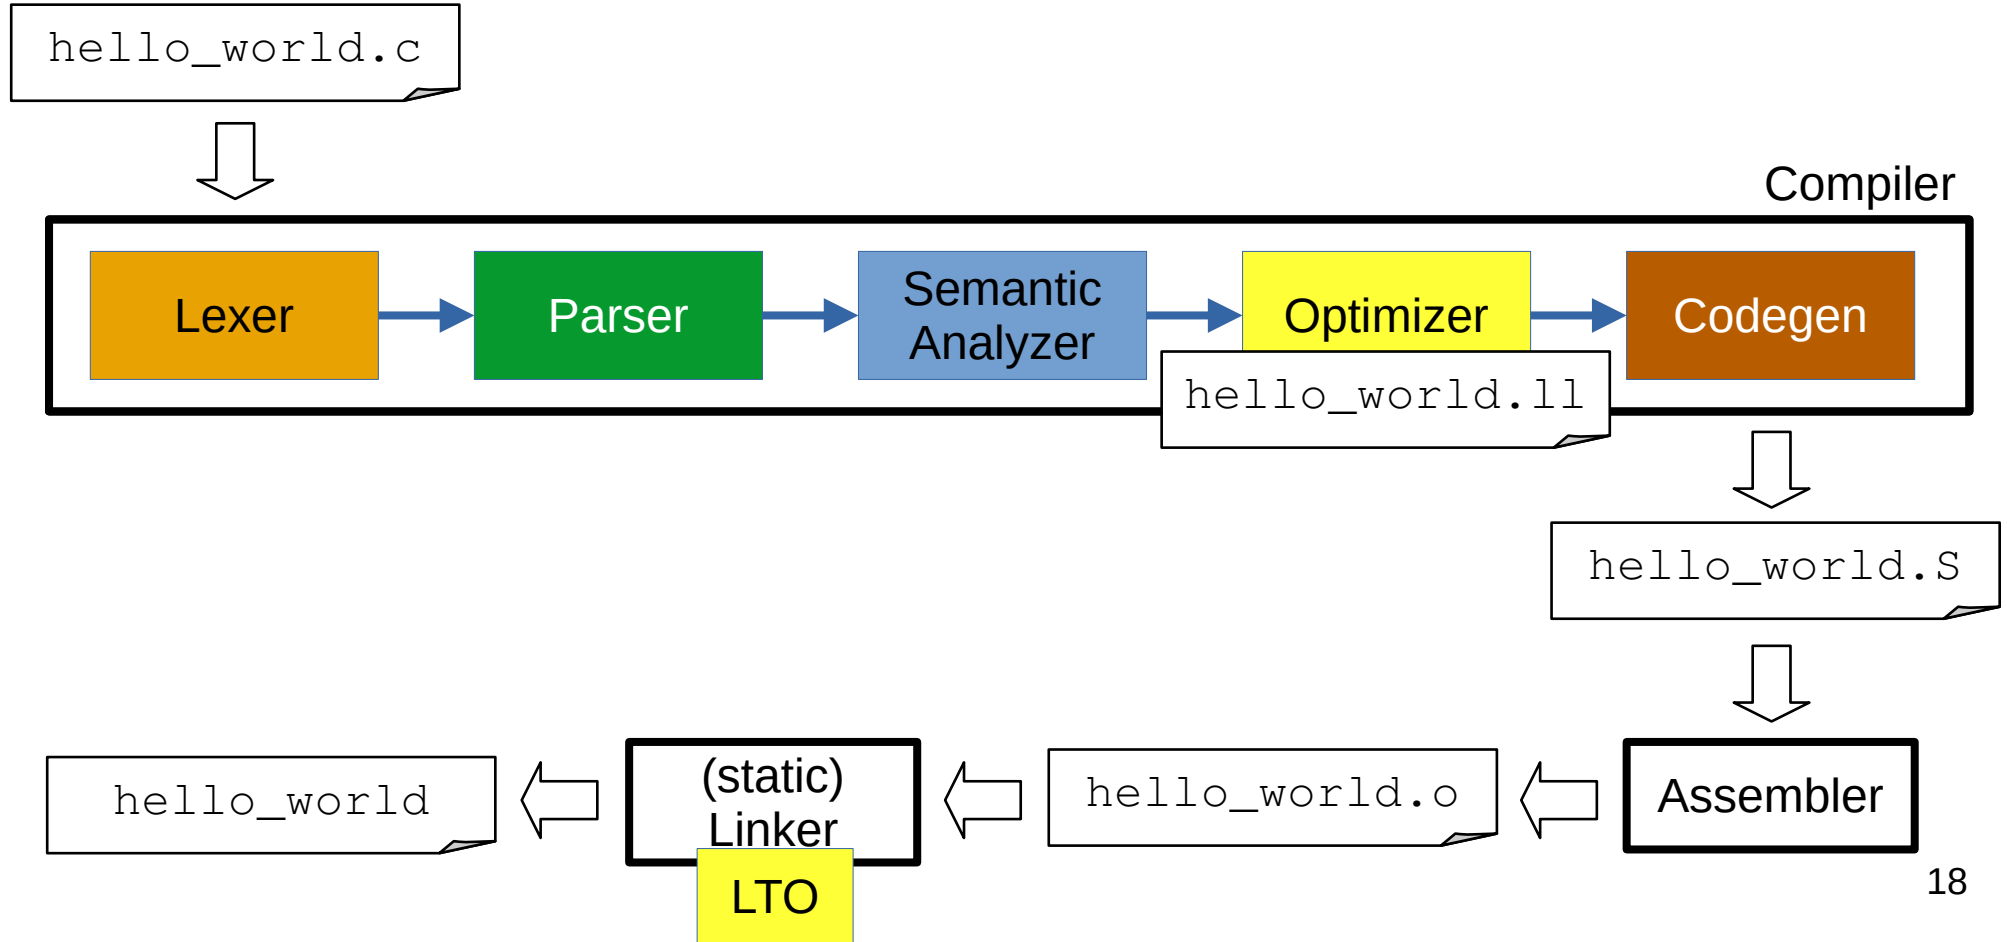 hello_world.c
Compiler
Lexer
Parser
Semantic
Analyzer
Optimizer
Codegen
hello_world.ll
hello_world.S
hello_world
(static)
Linker
LTO
hello_world.o
Assembler
18